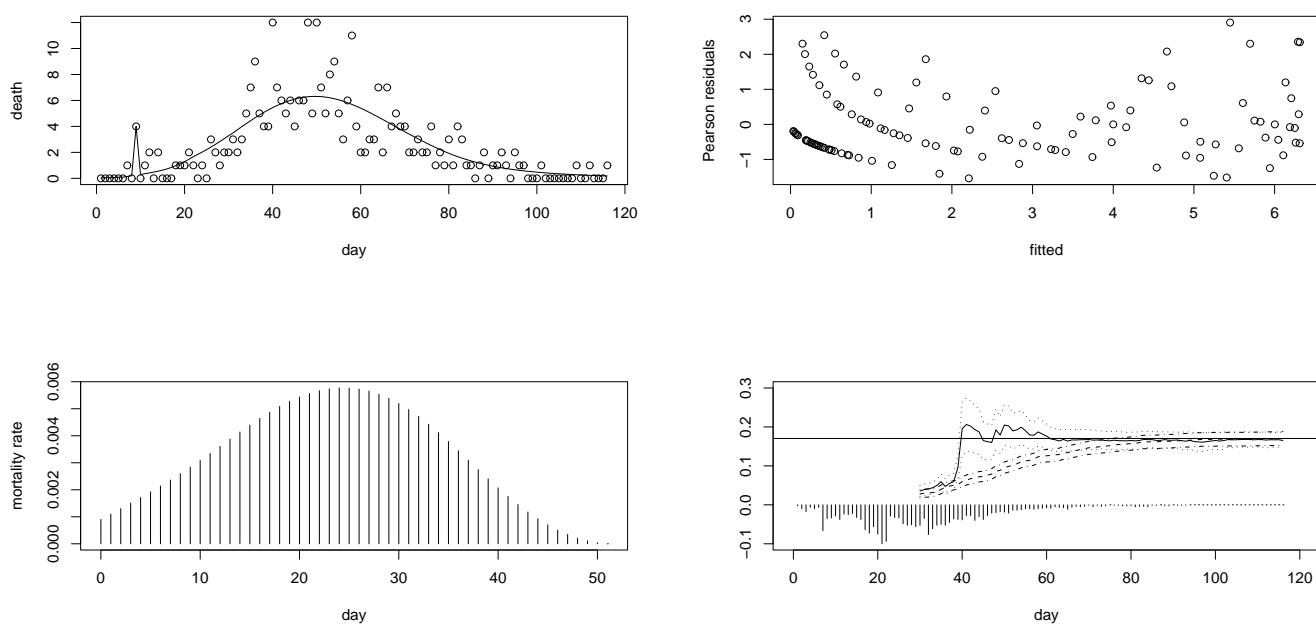 death
0 2 4 6 8 10
0 20 40 60 80 100 120
day
Pearson residuals
−1 0 1 2 3
0 1 2 3 4 5 6
fitted
mortality rate
0.000 0.002 0.004 0.006
0 10 20 30 40 50
day
−0.1 0.0 0.1 0.2 0.3
0 20 40 60 80 100 120
day